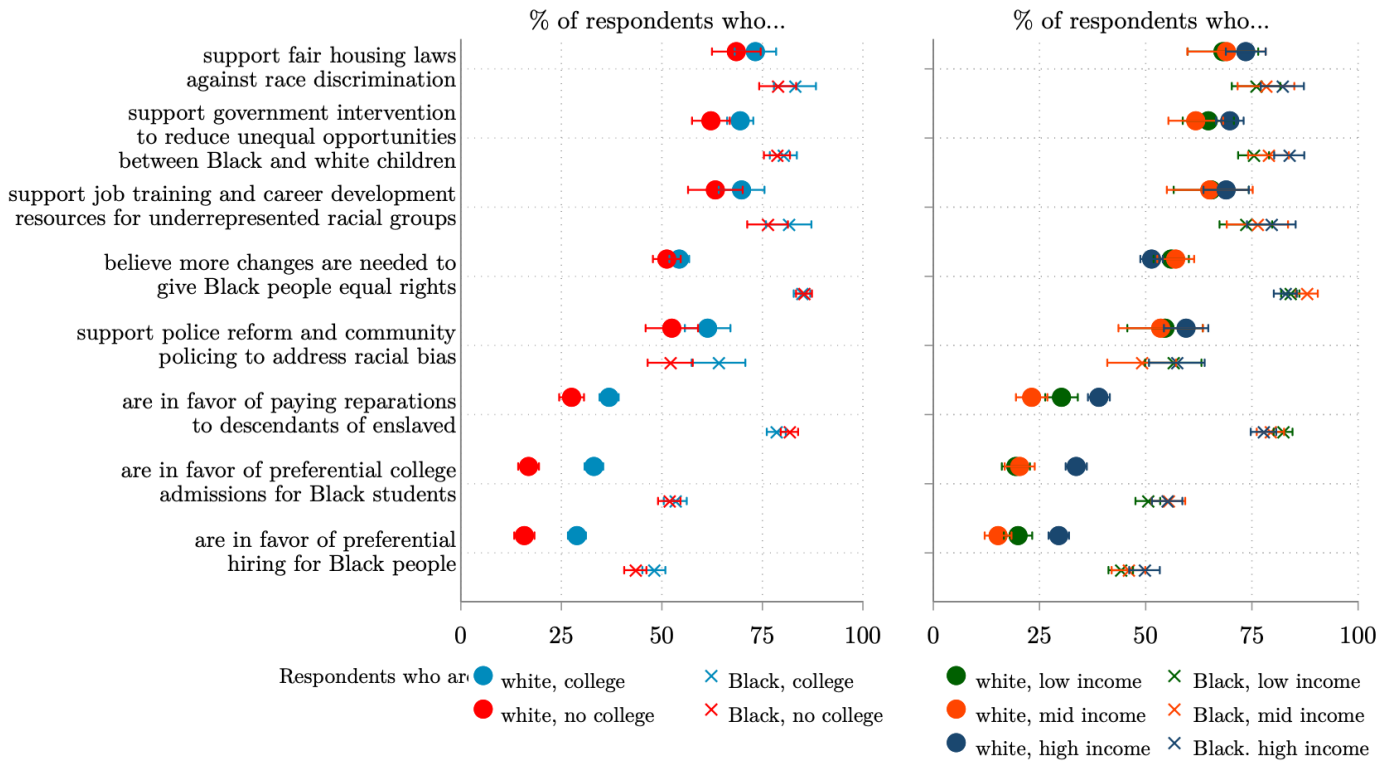 % of respondents who...
% of respondents who...
support fair housing laws
against race discrimination
support government intervention
to reduce unequal opportunities
between Black and white children
support job training and career development
resources for underrepresented racial groups
believe more changes are needed to
give Black people equal rights
support police reform and community
policing to address racial bias
are in favor of paying reparations
to descendants of enslaved
are in favor of preferential college
admissions for Black students
are in favor of preferential
hiring for Black people
0 25 50 75 100
0 25 50 75 100
Respondents who are
white, college
Black, college
white, no college
Black, no college
white, low income
Black, low income
white, mid income
Black, mid income
white, high income
Black. high income